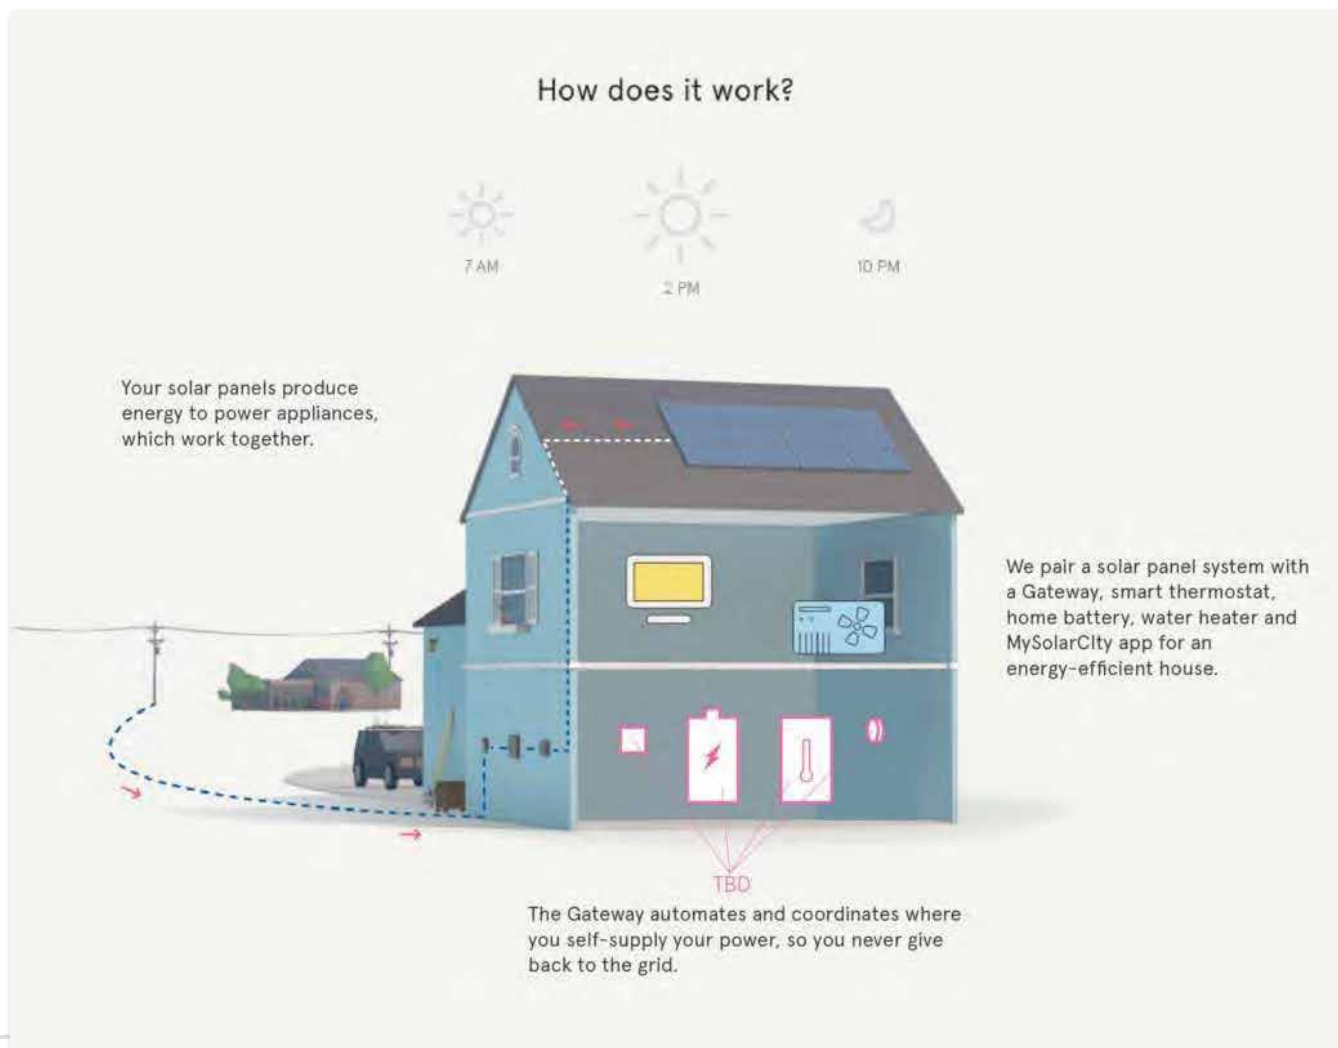 How does it work?
7 AM
2 PM
10 PM
Your solar panels produce
energy to power appliances,
which work together.
We pair a solar panel system with
a Gateway, smart thermostat,
home battery, water heater and
MySolarCIty app for an
energy-efficient house.
TBD
The Gateway automates and coordinates where
you self-supply your power, so you never give
back to the grid.